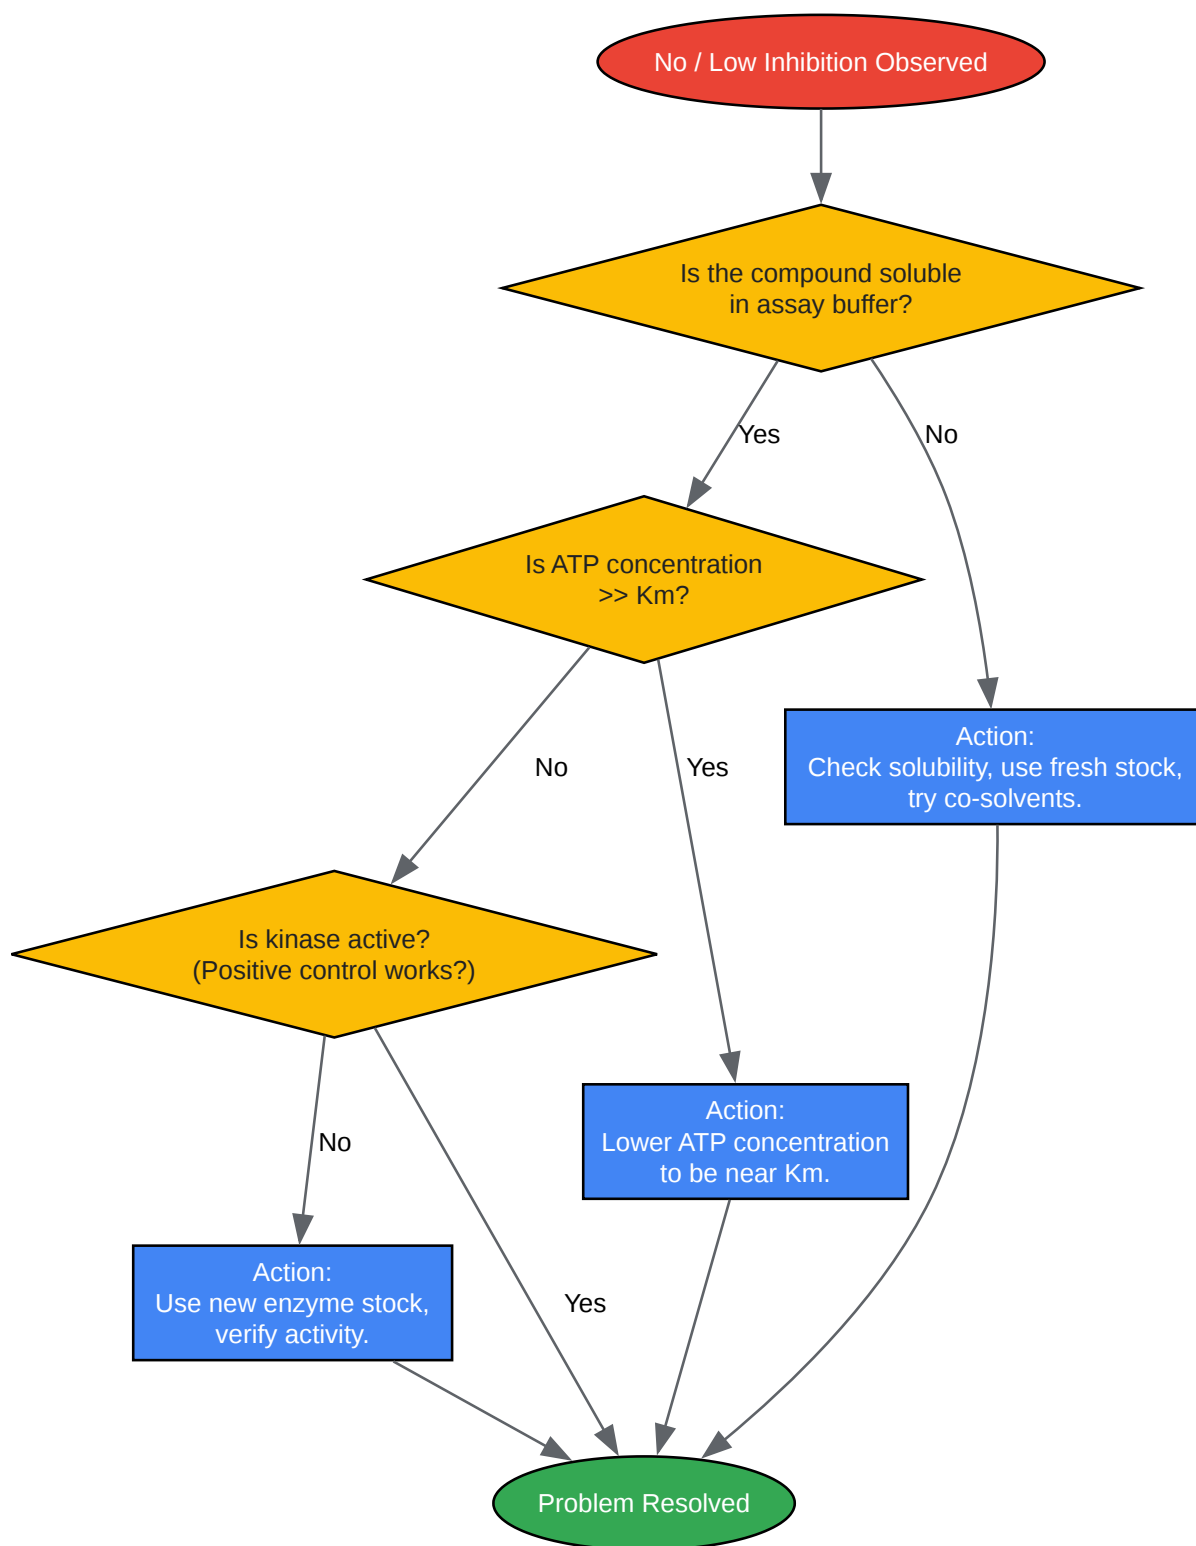 No / Low Inhibition Observed
Is the compound soluble
in assay buffer?
Yes
No
Is ATP concentration
>> Km?
No
Yes
Action:
Check solubility, use fresh stock,
try co-solvents.
Is kinase active?
(Positive control works?)
No
Yes
Action:
Lower ATP concentration
to be near Km.
Action:
Use new enzyme stock,
verify activity.
Problem Resolved